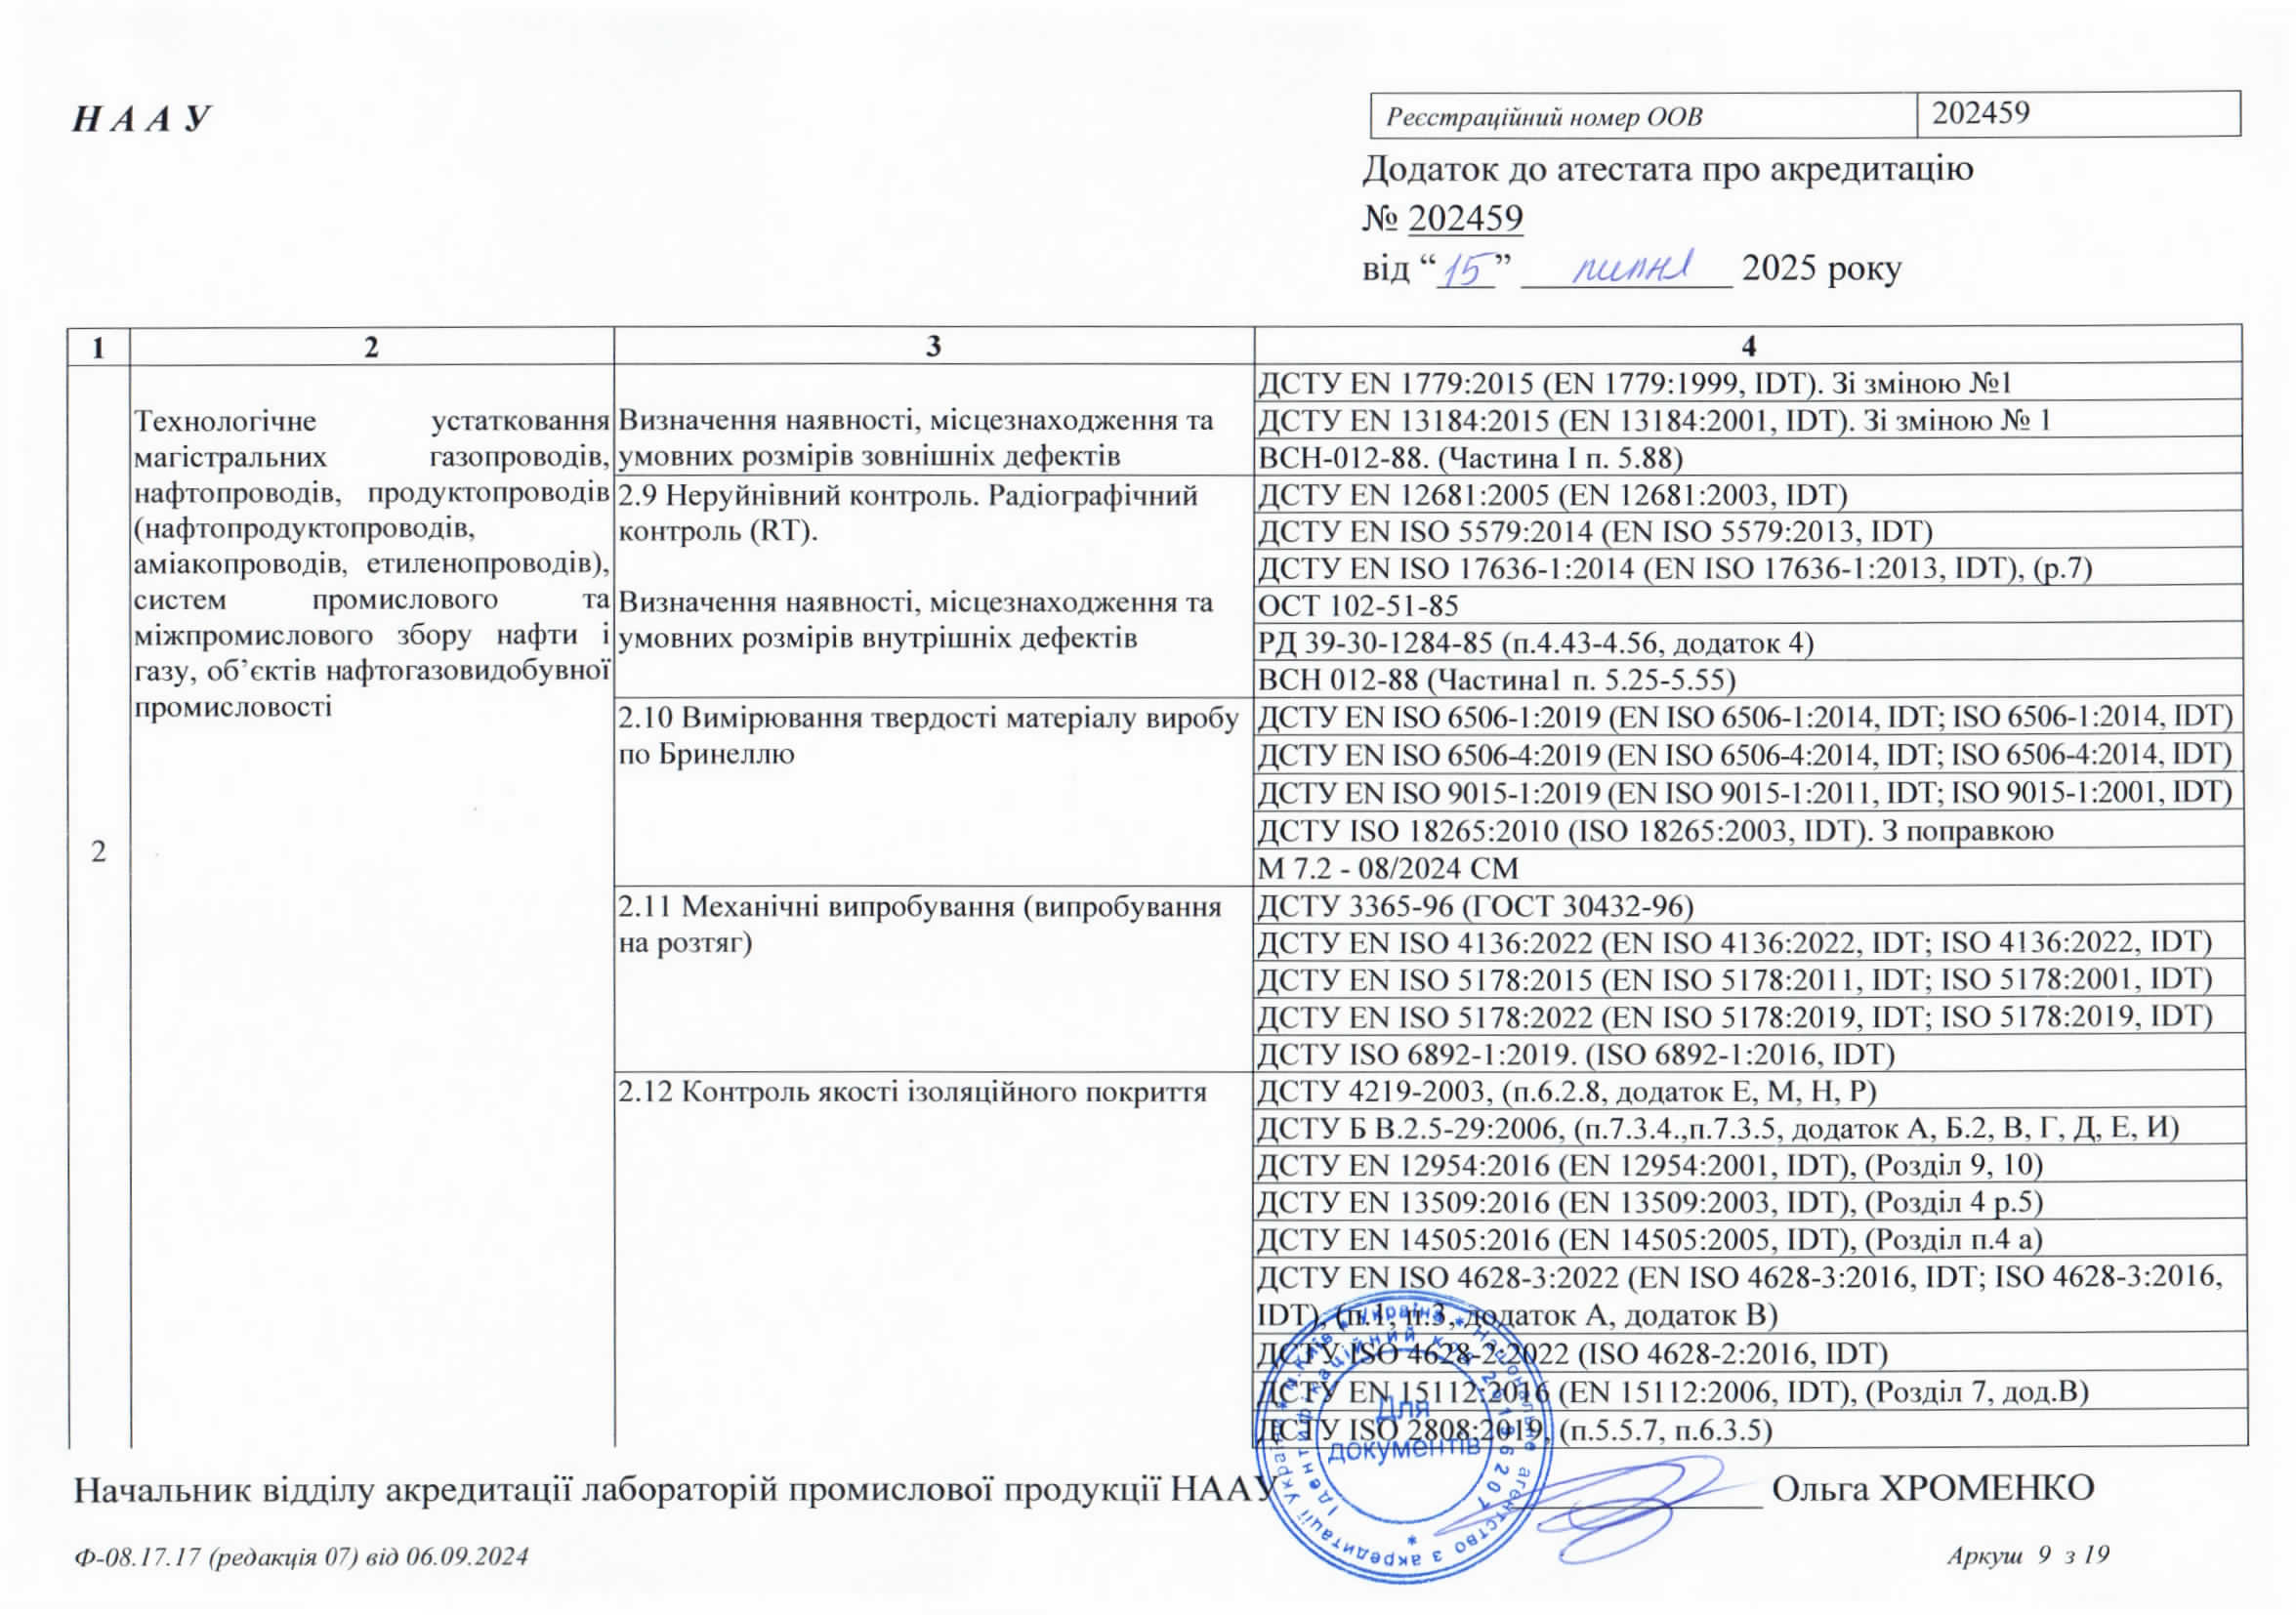 Н А А У
Реєстраційний номер ООВ
202459
Додаток до атестата про акредитацію
№ 202459
від “15” липня 2025 року
1
2
3
4
2
Технологічне устатковання
магістральних газопроводів,
нафтопроводів, продуктопроводів
(нафтопродуктопроводів,
аміакопроводів, етиленопроводів),
систем промислового та
міжпромислового збору нафти і
газу, об’єктів нафтогазовидобувної
промисловості
Визначення наявності, місцезнаходження та
умовних розмірів зовнішніх дефектів
ДСТУ EN 1779:2015 (EN 1779:1999, IDT). Зі зміною №1
ДСТУ EN 13184:2015 (EN 13184:2001, IDT). Зі зміною № 1
ВСН-012-88. (Частина I п. 5.88)
2.9 Неруйнівний контроль. Радіографічний
контроль (RT).
Визначення наявності, місцезнаходження та
умовних розмірів внутрішніх дефектів
ДСТУ EN 12681:2005 (EN 12681:2003, IDT)
ДСТУ EN ISO 5579:2014 (EN ISO 5579:2013, IDT)
ДСТУ EN ISO 17636-1:2014 (EN ISO 17636-1:2013, IDT), (р.7)
ОСТ 102-51-85
РД 39-30-1284-85 (п.4.43-4.56, додаток 4)
ВСН 012-88 (Частина1 п. 5.25-5.55)
2.10 Вимірювання твердості матеріалу виробу
по Бринеллю
ДСТУ EN ISO 6506-1:2019 (EN ISO 6506-1:2014, IDT; ISO 6506-1:2014, IDT)
ДСТУ EN ISO 6506-4:2019 (EN ISO 6506-4:2014, IDT; ISO 6506-4:2014, IDT)
ДСТУ EN ISO 9015-1:2019 (EN ISO 9015-1:2011, IDT; ISO 9015-1:2001, IDT)
ДСТУ ISO 18265:2010 (ISO 18265:2003, IDT). З поправкою
М 7.2 - 08/2024 СМ
2.11 Механічні випробування (випробування
на розтяг)
ДСТУ 3365-96 (ГОСТ 30432-96)
ДСТУ EN ISO 4136:2022 (EN ISO 4136:2022, IDT; ISO 4136:2022, IDT)
ДСТУ EN ISO 5178:2015 (EN ISO 5178:2011, IDT; ISO 5178:2001, IDT)
ДСТУ EN ISO 5178:2022 (EN ISO 5178:2019, IDT; ISO 5178:2019, IDT)
ДСТУ ISO 6892-1:2019. (ISO 6892-1:2016, IDT)
2.12 Контроль якості ізоляційного покриття
ДСТУ 4219-2003, (п.6.2.8, додаток Е, М, Н, Р)
ДСТУ Б В.2.5-29:2006, (п.7.3.4.,п.7.3.5, додаток А, Б.2, В, Г, Д, Е, И)
ДСТУ EN 12954:2016 (EN 12954:2001, IDT), (Розділ 9, 10)
ДСТУ EN 13509:2016 (EN 13509:2003, IDT), (Розділ 4 р.5)
ДСТУ EN 14505:2016 (EN 14505:2005, IDT), (Розділ п.4 а)
ДСТУ EN ISO 4628-3:2022 (EN ISO 4628-3:2016, IDT; ISO 4628-3:2016,
IDT), (п.1, п.3, додаток А, додаток В)
ДСТУ ISO 4628-2:2022 (ISO 4628-2:2016, IDT)
ДСТУ EN 15112:2016 (EN 15112:2006, IDT), (Розділ 7, дод.В)
ДСТУ ISO 2808:2019, (п.5.5.7, п.6.3.5)
м.Київ * Україна * Національне агентство з акредитації України *
Ідентифікаційний код 26196207 *
Для
документів
Начальник відділу акредитації лабораторій промислової продукції НААУ
Ольга ХРОМЕНКО
Ф-08.17.17 (редакція 07) від 06.09.2024
Аркуш 9 з 19